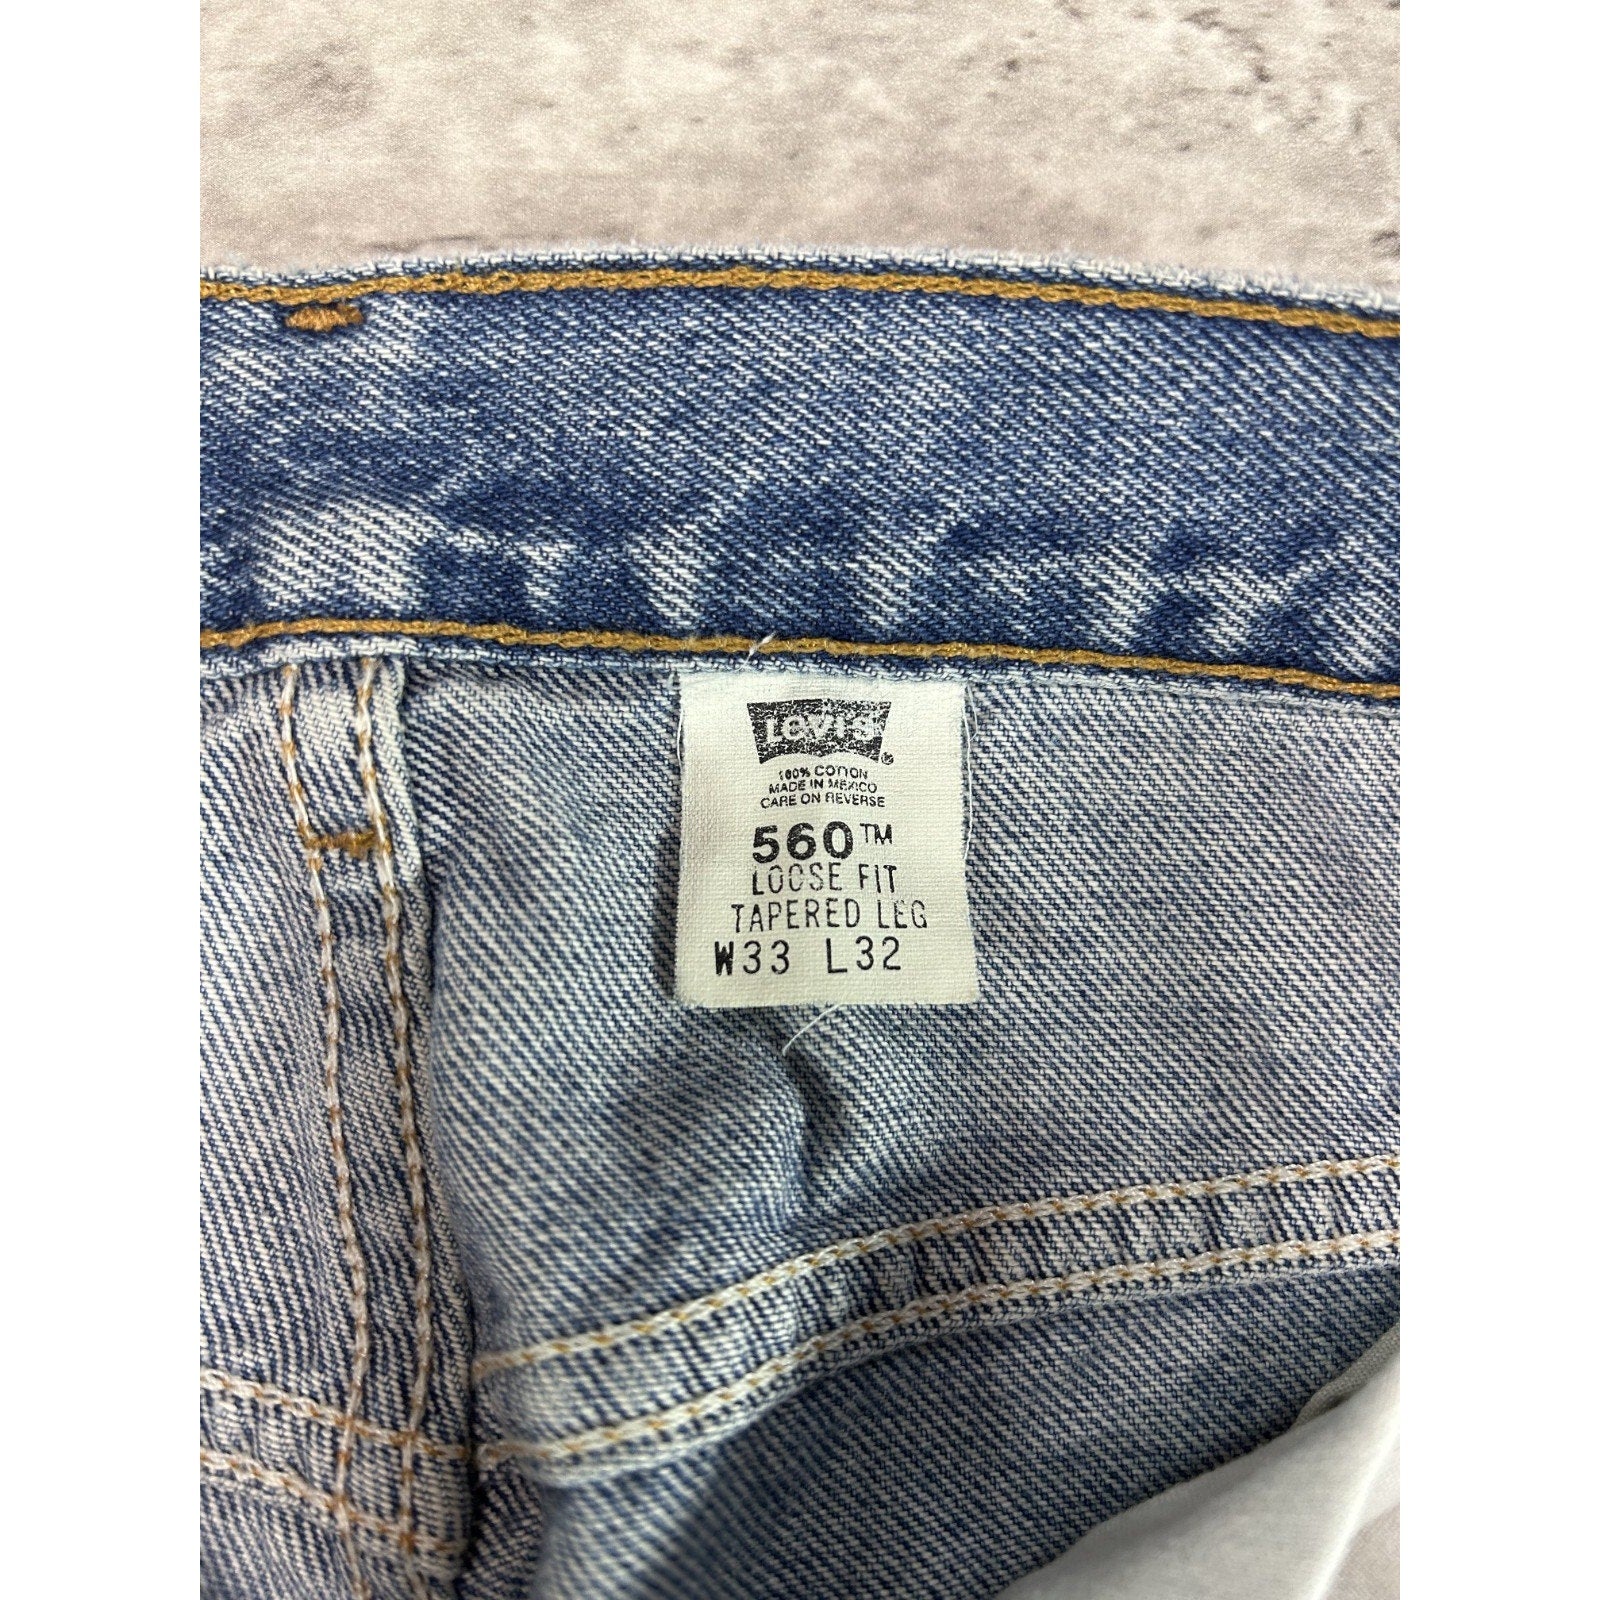 Levi's®
100% COTTON
MADE IN MEXICO
CARE ON REVERSE
560™
LOOSE FIT
TAPERED LEG
W33 L32